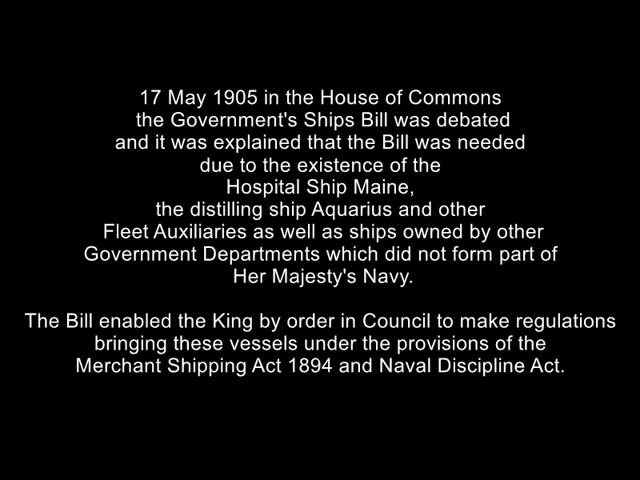 17 May 1905 in the House of Commons
the Government's Ships Bill was debated
and it was explained that the Bill was needed
due to the existence of the
Hospital Ship Maine,
the distilling ship Aquarius and other
Fleet Auxiliaries as well as ships owned by other
Government Departments which did not form part of
Her Majesty's Navy.
The Bill enabled the King by order in Council to make regulations
bringing these vessels under the provisions of the
Merchant Shipping Act 1894 and Naval Discipline Act.